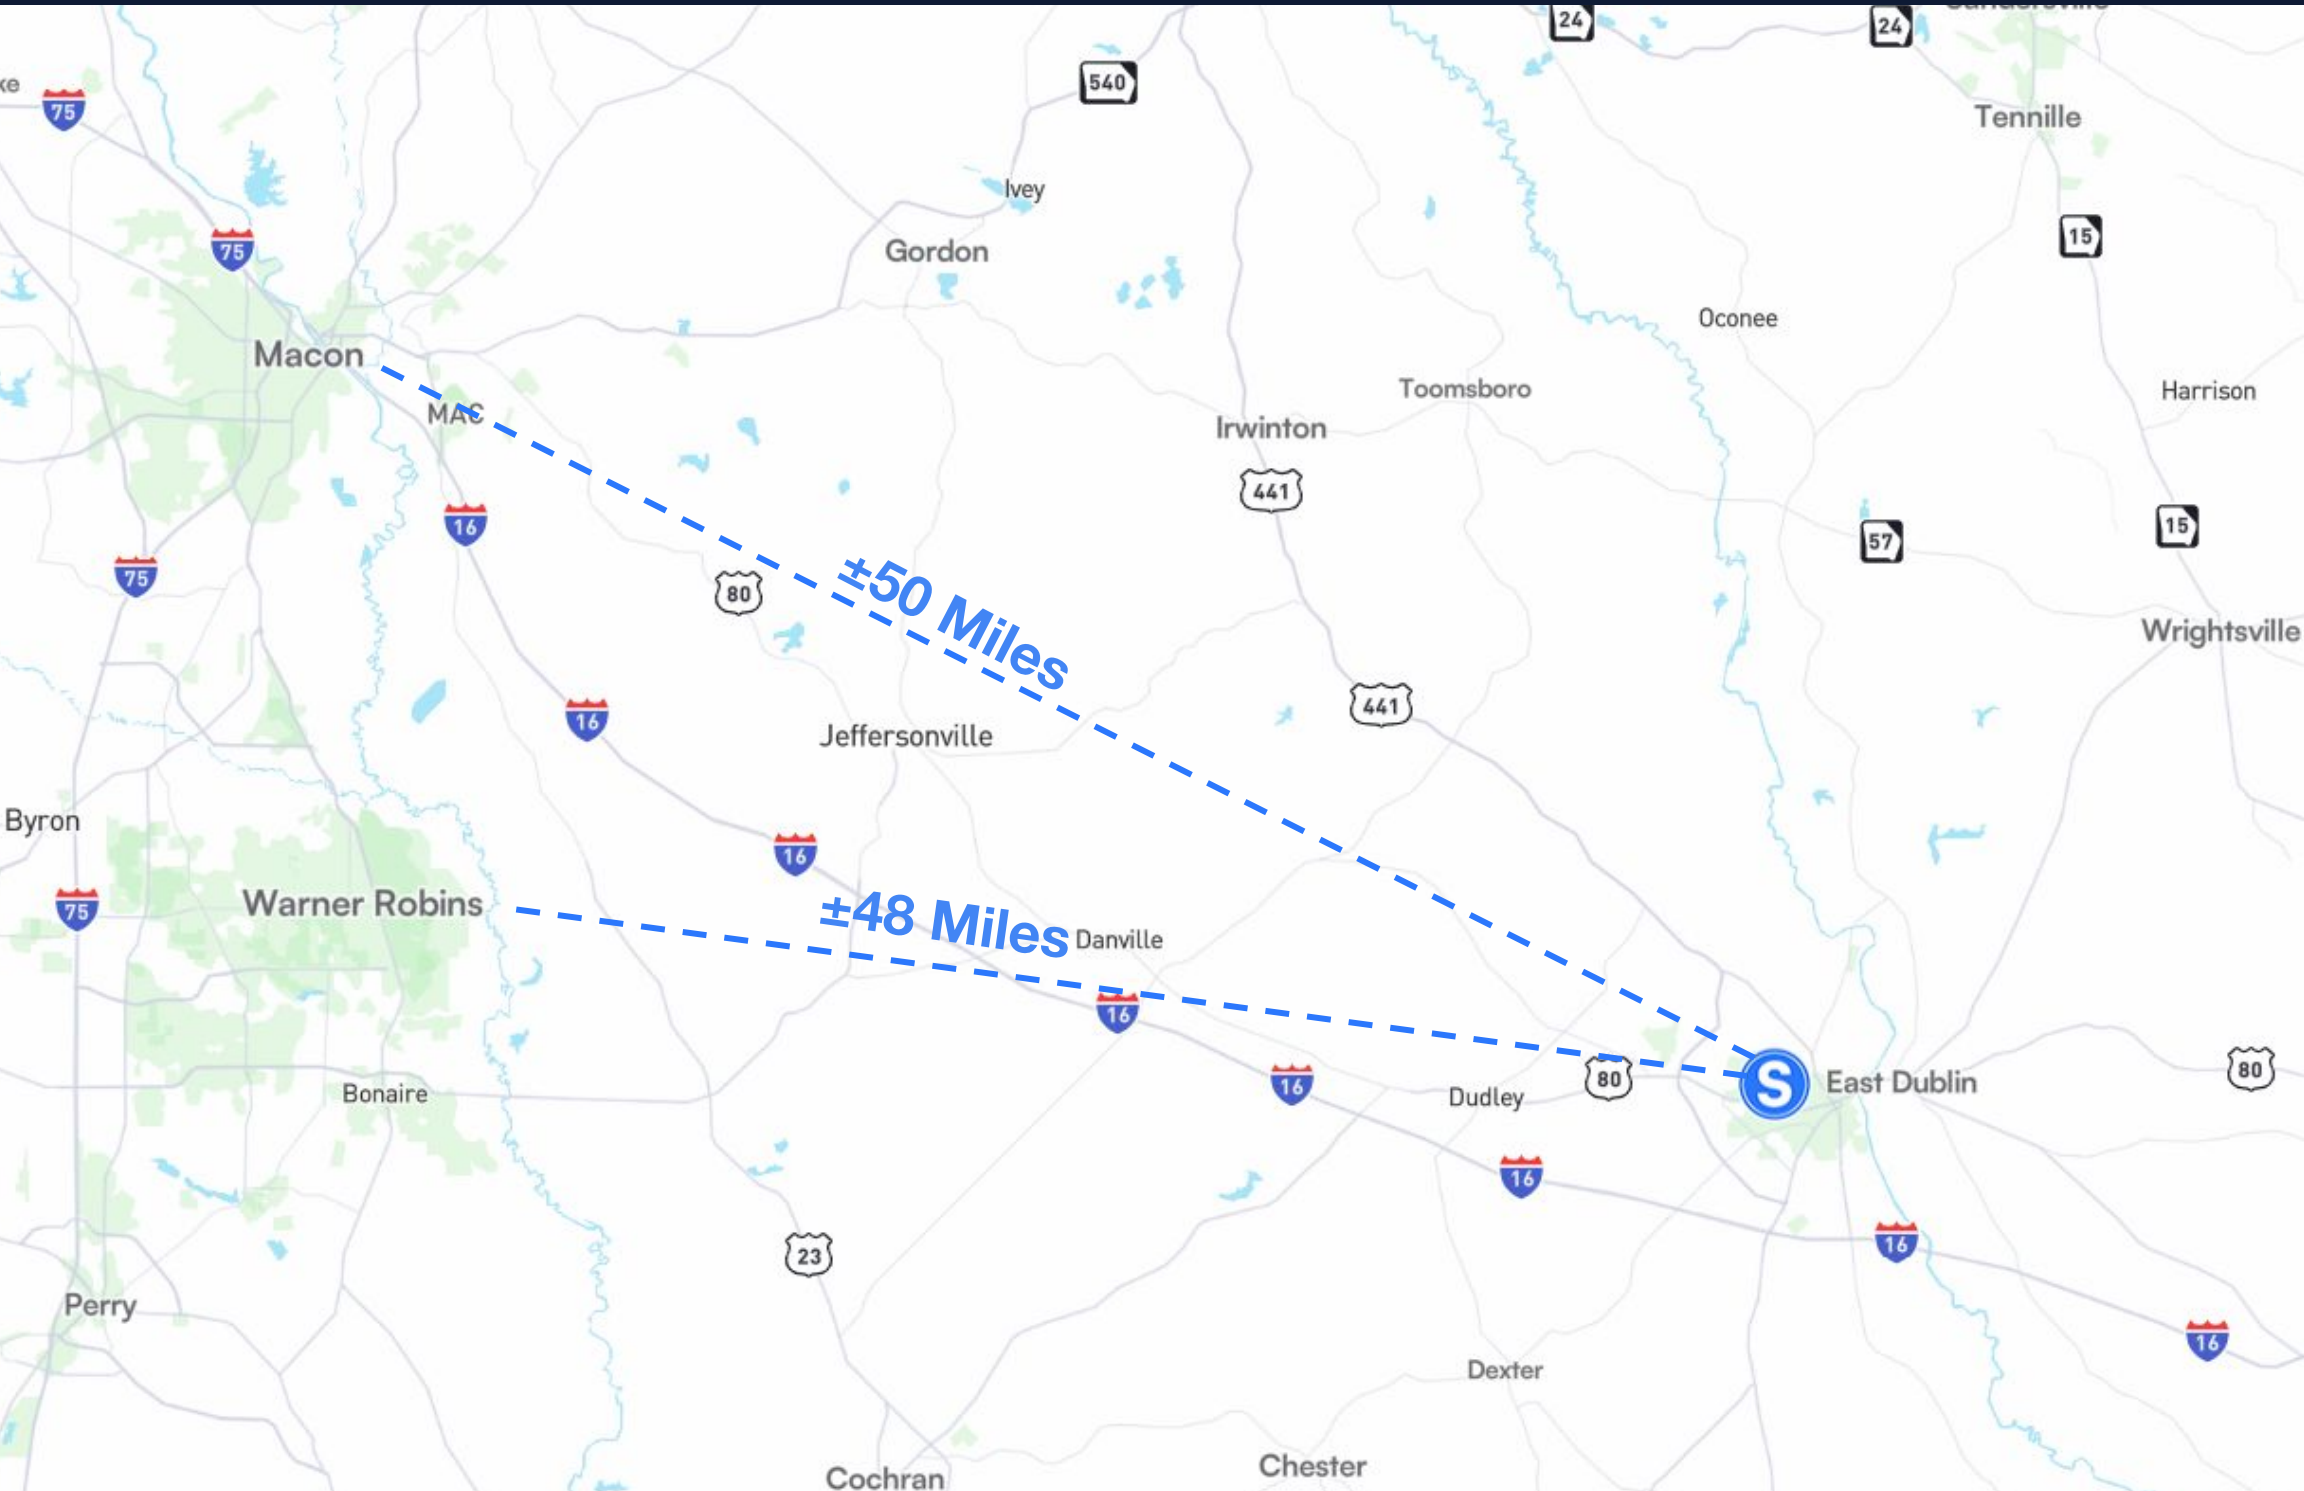 24
24
Sandersville
540
ke
75
Tennille
Ivey
75
15
Gordon
Oconee
Macon
Toomsboro
Harrison
MAC
Irwinton
441
16
15
57
75
80
±50 Miles
Wrightsville
441
16
Jeffersonville
Byron
16
Warner Robins
75
±48 Miles
Danville
16
80
80
S
East Dublin
16
Dudley
Bonaire
16
16
23
Perry
16
Dexter
Chester
Cochran